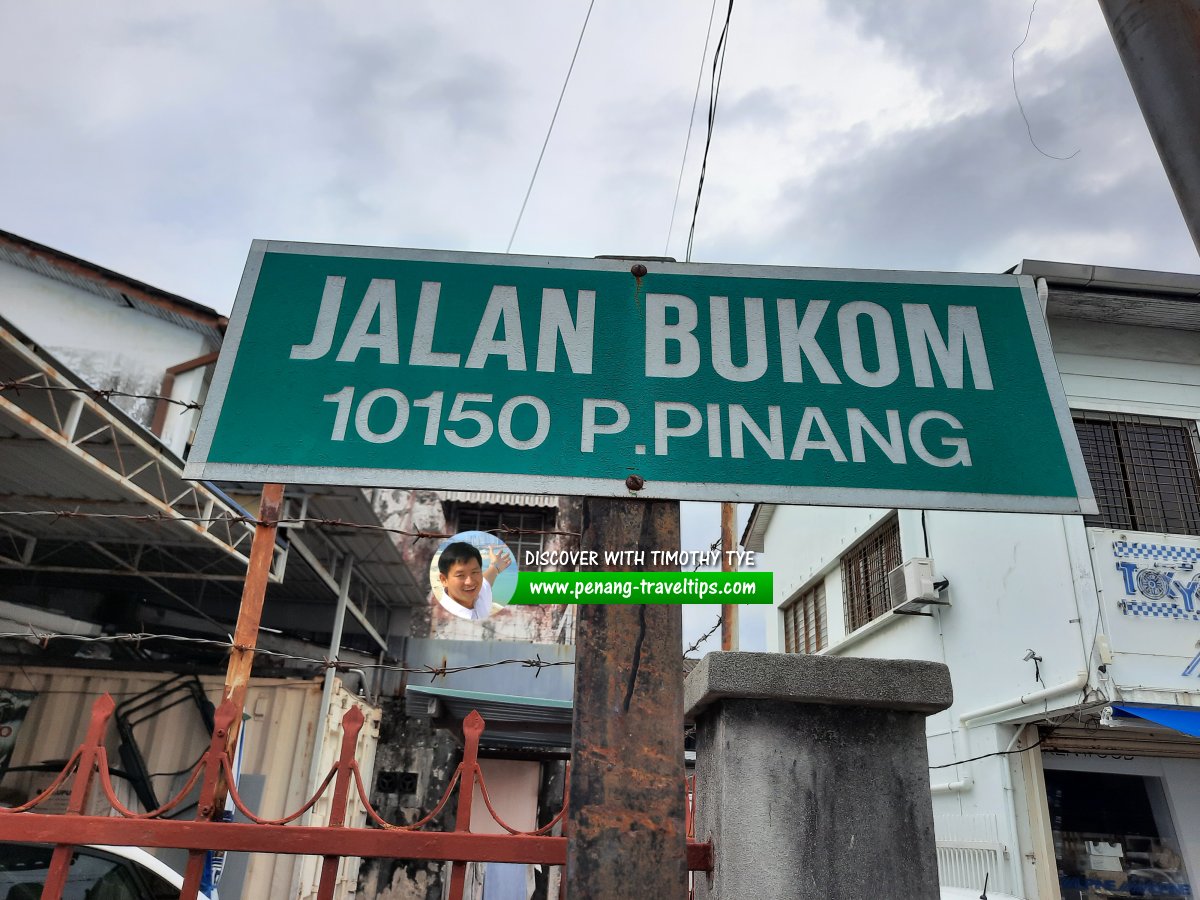 JALAN BUKOM
10150 P.PINANG
DISCOVER WITH TIMOTHY TYE
www.penang-traveltips.com